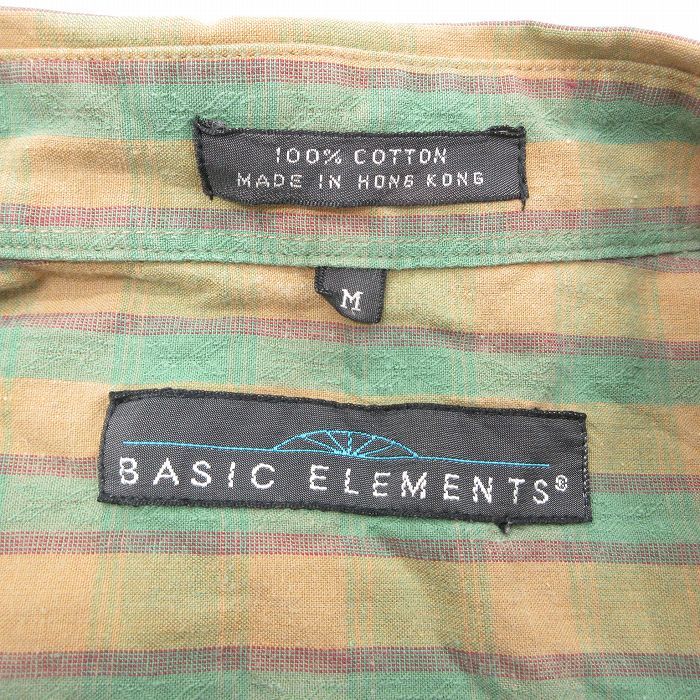 100% COTTON
MADE IN HONG KONG
M
BASIC ELEMENTS®